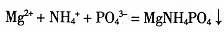 Mg²⁺ + NH₄⁺ + PO₄³⁻ = MgNH4PO₄↓